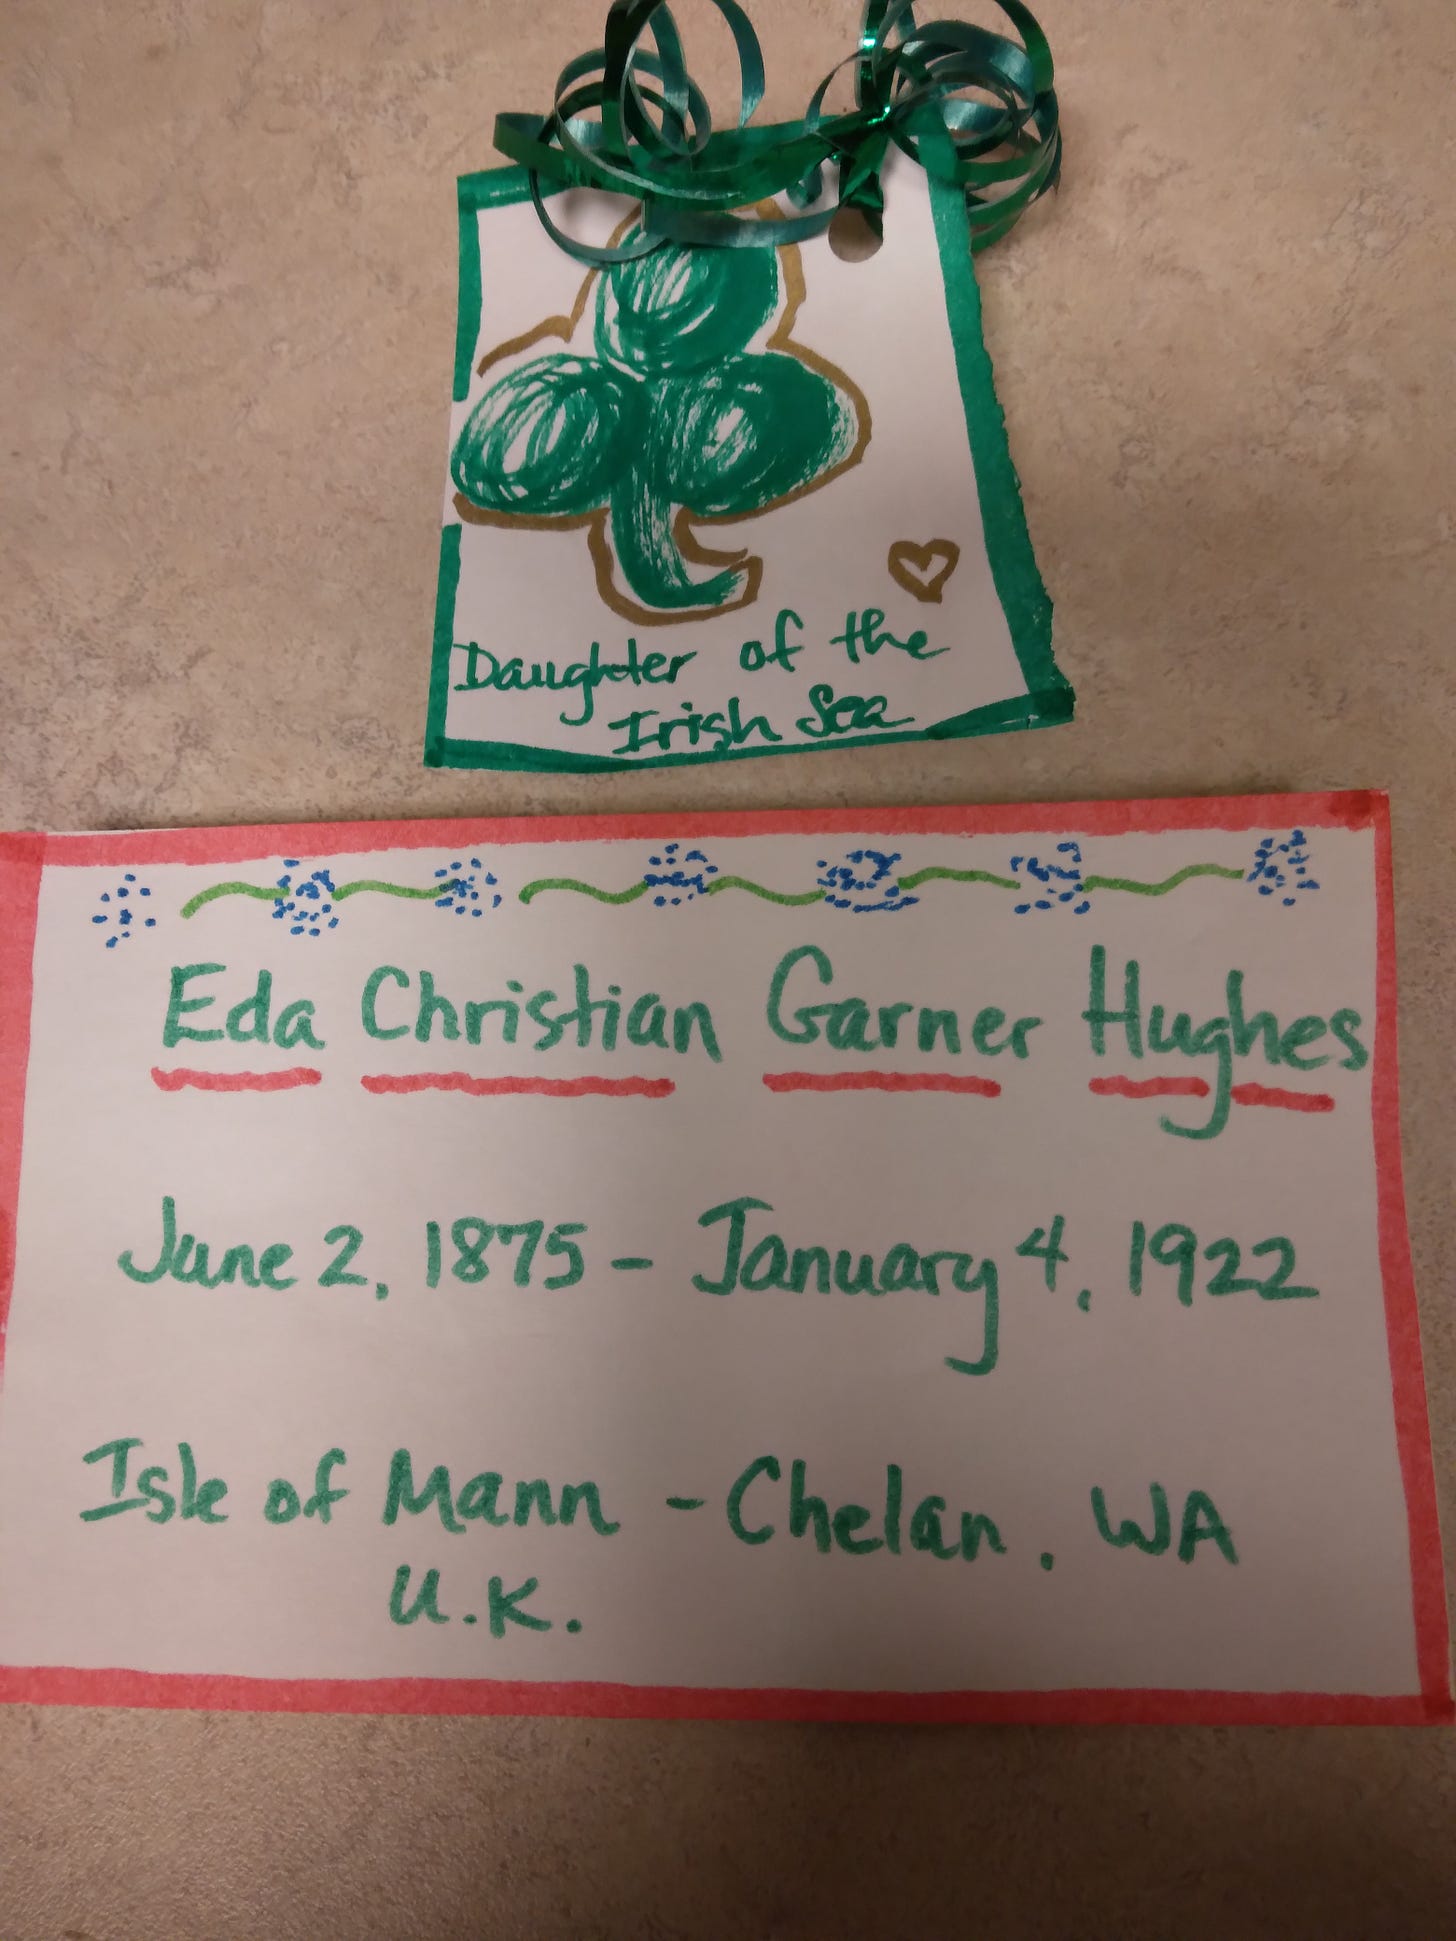 Daughter of the
Irish Sea
Eda Christian Garner Hughes
June 2, 1875 - January 4, 1922
Isle of Mann - Chelan, WA
U.K.